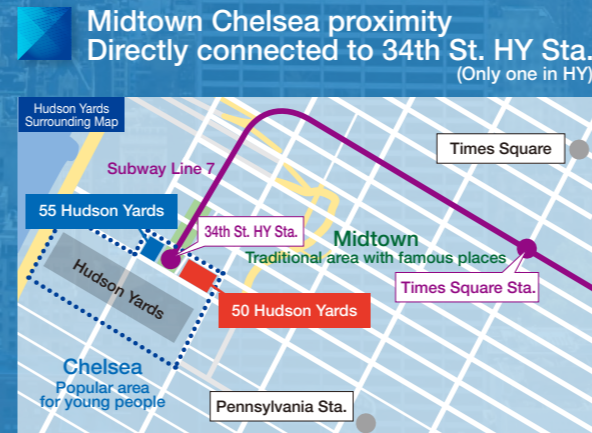 Midtown Chelsea proximity
Directly connected to 34th St. HY Sta.
(Only one in HY)
Hudson Yards
Surrounding Map
Times Square
Subway Line 7
55 Hudson Yards
34th St. HY Sta.
Midtown
Traditional area with famous places
Times Square Sta.
Hudson Yards
50 Hudson Yards
Chelsea
Popular area
for young people
Pennsylvania Sta.